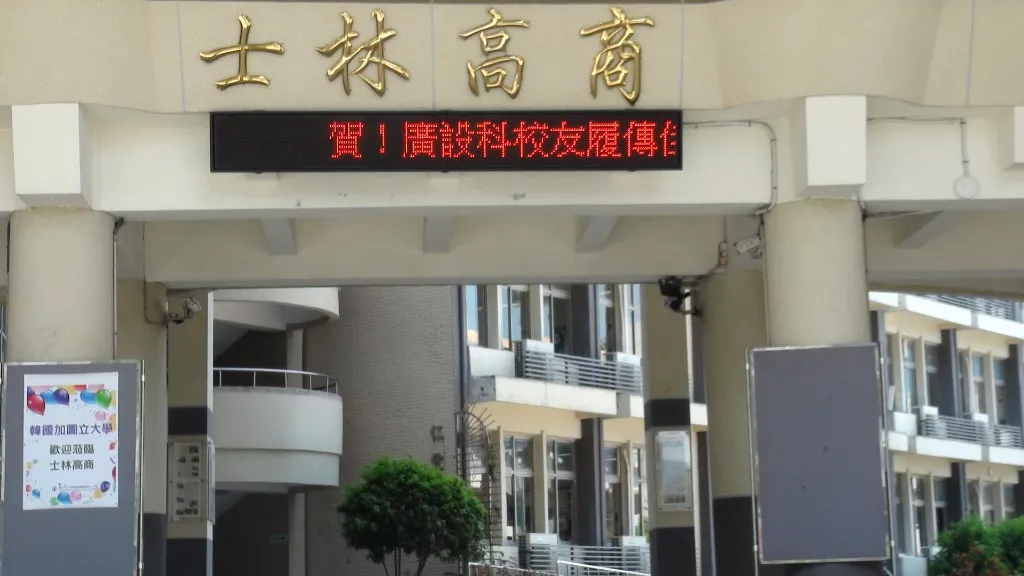 士林高商
賀！廣設科校友履傳佳
韓國加圖立大學
歡迎蒞臨
士林高商